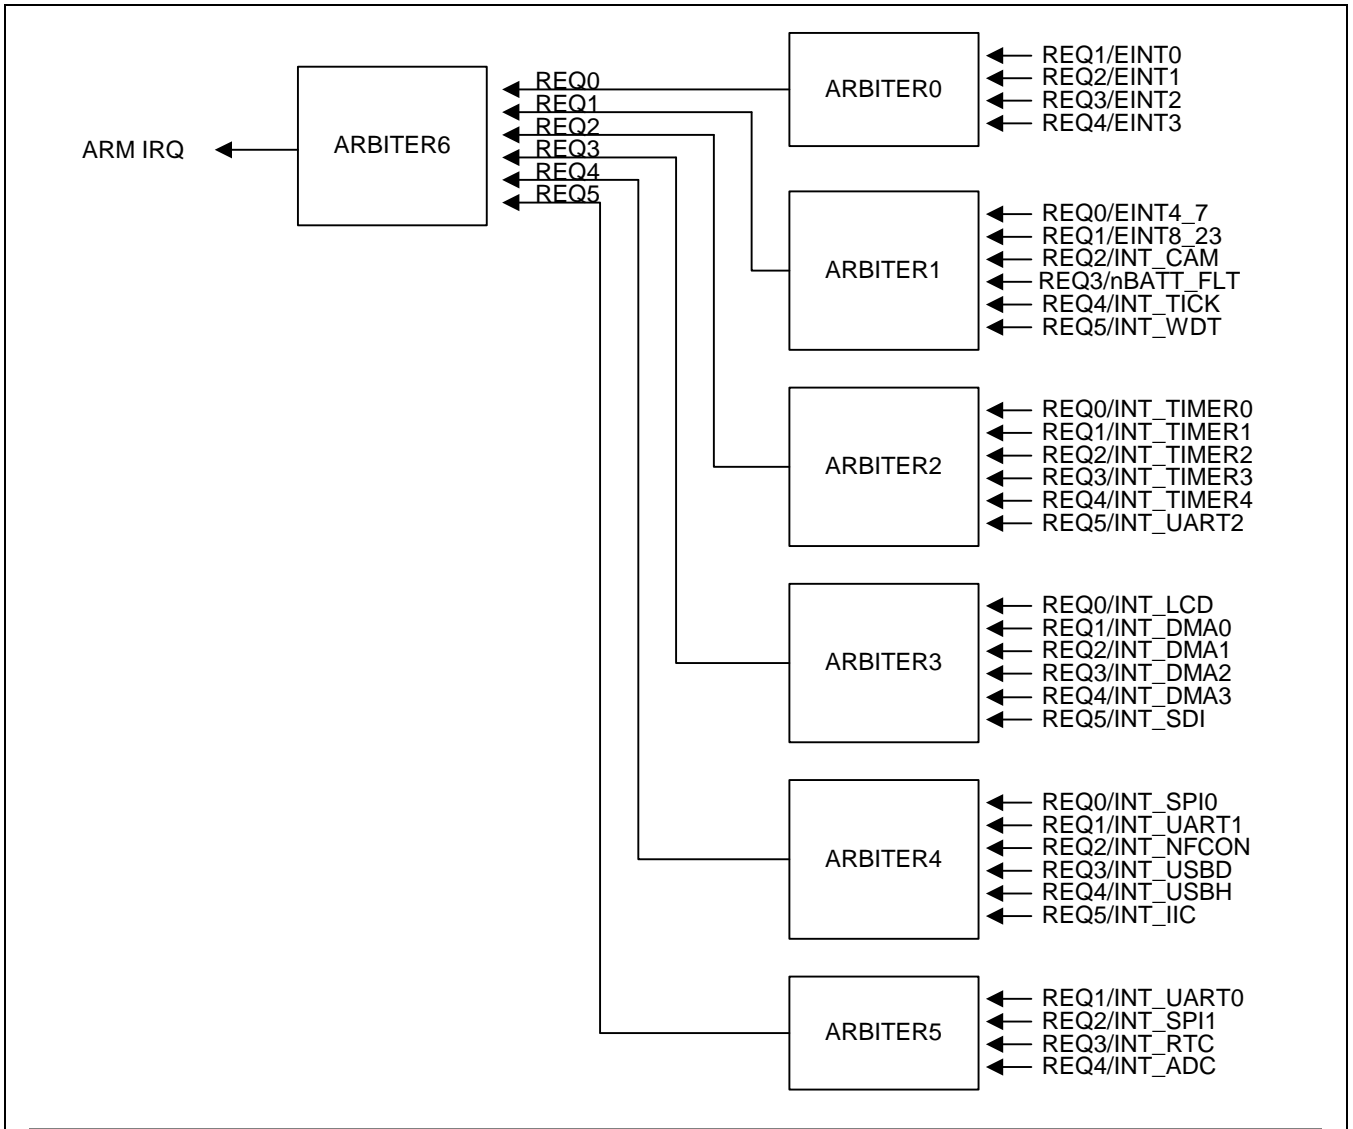 ARM IRQ
ARBITER6
REQ0
REQ1
REQ2
REQ3
REQ4
REQ5
ARBITER0
REQ1/EINT0
REQ2/EINT1
REQ3/EINT2
REQ4/EINT3
ARBITER1
REQ0/EINT4_7
REQ1/EINT8_23
REQ2/INT_CAM
REQ3/nBATT_FLT
REQ4/INT_TICK
REQ5/INT_WDT
ARBITER2
REQ0/INT_TIMER0
REQ1/INT_TIMER1
REQ2/INT_TIMER2
REQ3/INT_TIMER3
REQ4/INT_TIMER4
REQ5/INT_UART2
ARBITER3
REQ0/INT_LCD
REQ1/INT_DMA0
REQ2/INT_DMA1
REQ3/INT_DMA2
REQ4/INT_DMA3
REQ5/INT_SDI
ARBITER4
REQ0/INT_SPI0
REQ1/INT_UART1
REQ2/INT_NFCON
REQ3/INT_USBD
REQ4/INT_USBH
REQ5/INT_IIC
ARBITER5
REQ1/INT_UART0
REQ2/INT_SPI1
REQ3/INT_RTC
REQ4/INT_ADC